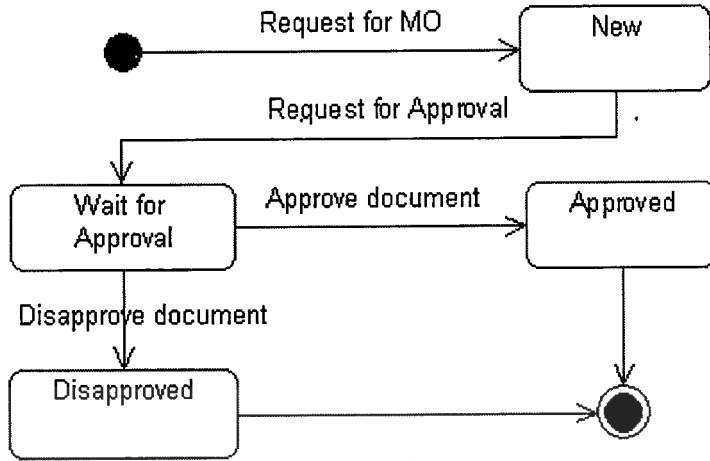 Request for MO
New
Request for Approval
Wait for
Approval
Approve document
Approved
Disapprove document
Disapproved